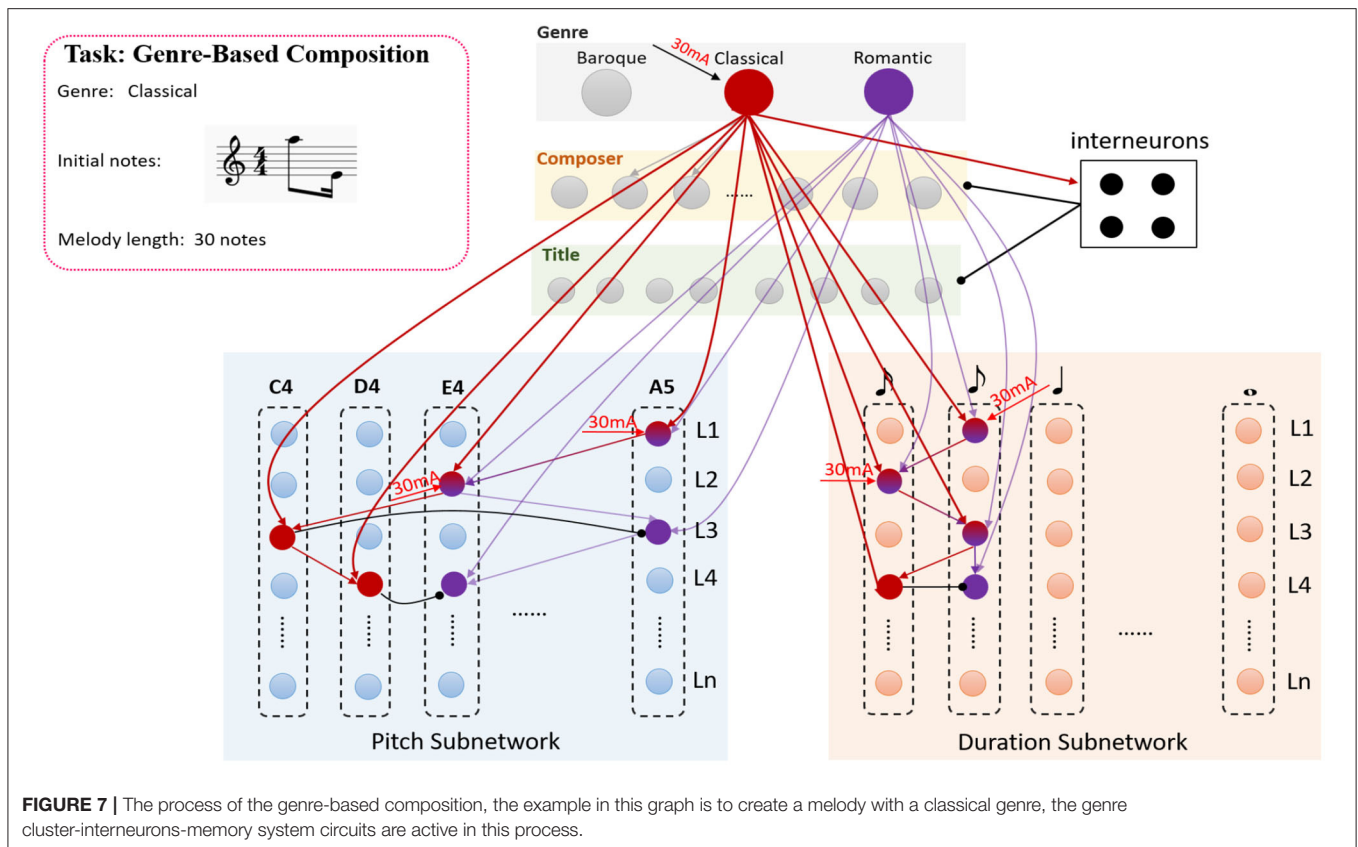 Task: Genre-Based Composition
Genre: Classical
Initial notes:
Melody length: 30 notes
Genre
Baroque
30mA
Classical
Romantic
Composer
......
interneurons
Title
C4
D4
E4
A5
30mA
L1
L2
30mA
L3
L4
......
Ln
Pitch Subnetwork
30mA
L1
30mA
L2
L3
L4
......
Ln
Duration Subnetwork
FIGURE 7 | The process of the genre-based composition, the example in this graph is to create a melody with a classical genre, the genre
cluster-interneurons-memory system circuits are active in this process.